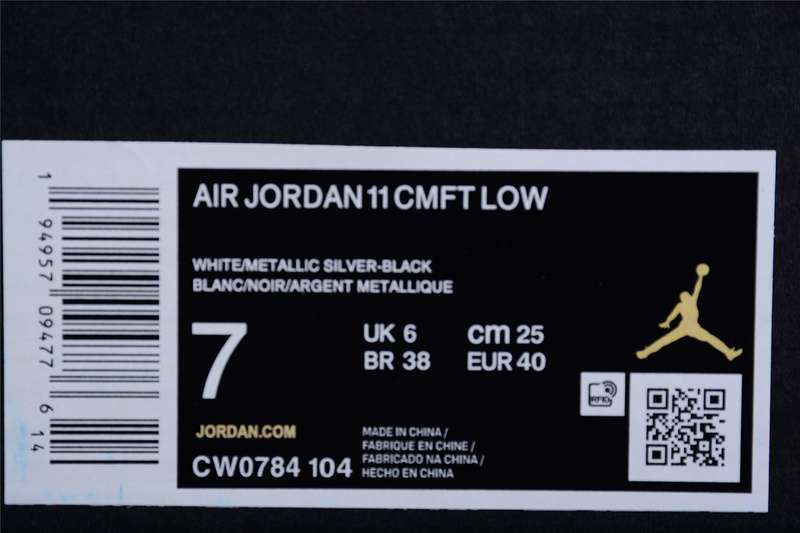 AIR JORDAN 11 CMFT LOW
WHITE/METALLIC SILVER-BLACK
BLANC/NOIR/ARGENT METALLIQUE
7
UK 6 cm 25
BR 38 EUR 40
RFID
JORDAN.COM
CW0784 104
MADE IN CHINA /
FABRIQUE EN CHINE /
FABRICADO NA CHINA /
HECHO EN CHINA
1 94957 09477 6 14